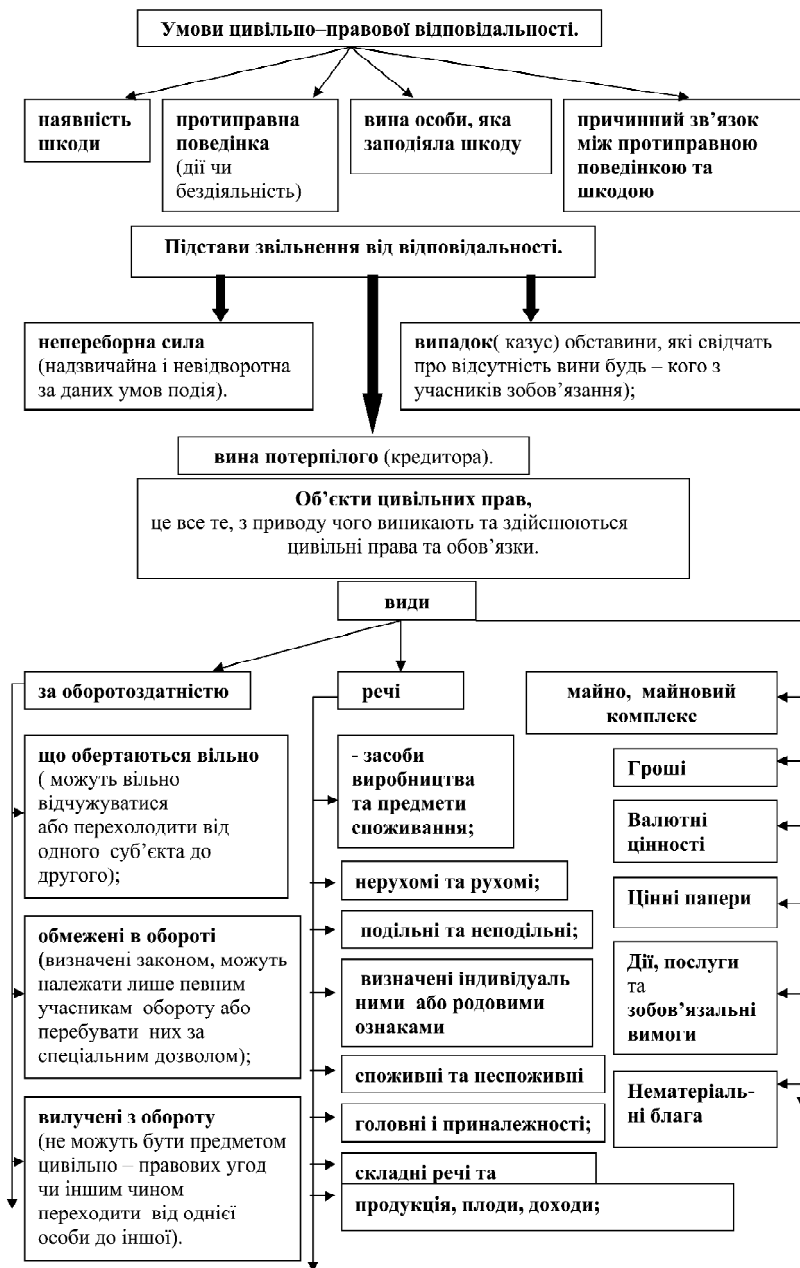 Умови цивільно–правової відповідальності.
наявність
шкоди
протиправна
поведінка
(дії чи
бездіяльність)
вина особи, яка
заподіяла шкоду
причинний зв’язок
між протиправною
поведінкою та
шкодою
Підстави звільнення від відповідальності.
непереборна сила
(надзвичайна і невідворотна
за даних умов подія).
випадок( казус) обставини, які свідчать
про відсутність вини будь – кого з
учасників зобов’язання);
вина потерпілого (кредитора).
Об’єкти цивільних прав,
це все те, з приводу чого виникають та здійснюються
цивільні права та обов’язки.
види
за оборотоздатністю
що обертаються вільно
( можуть вільно
відчужуватися
або перехолодити від
одного суб’єкта до
другого);
обмежені в обороті
(визначені законом, можуть
належати лише певним
учасникам обороту або
перебувати них за
спеціальним дозволом);
вилучені з обороту
(не можуть бути предметом
цивільно – правових угод
чи іншим чином
переходити від однієї
особи до іншої).
речі
- засоби
виробництва
та предмети
споживання;
нерухомі та рухомі;
подільні та неподільні;
визначені індивідуаль
ними або родовими
ознаками
споживні та неспоживні
головні і приналежності;
складні речі та
продукція, плоди, доходи;
майно, майновий
комплекс
Гроші
Валютні
цінності
Цінні папери
Дії, послуги
та
зобов’язальні
вимоги
Нематеріаль-
ні блага